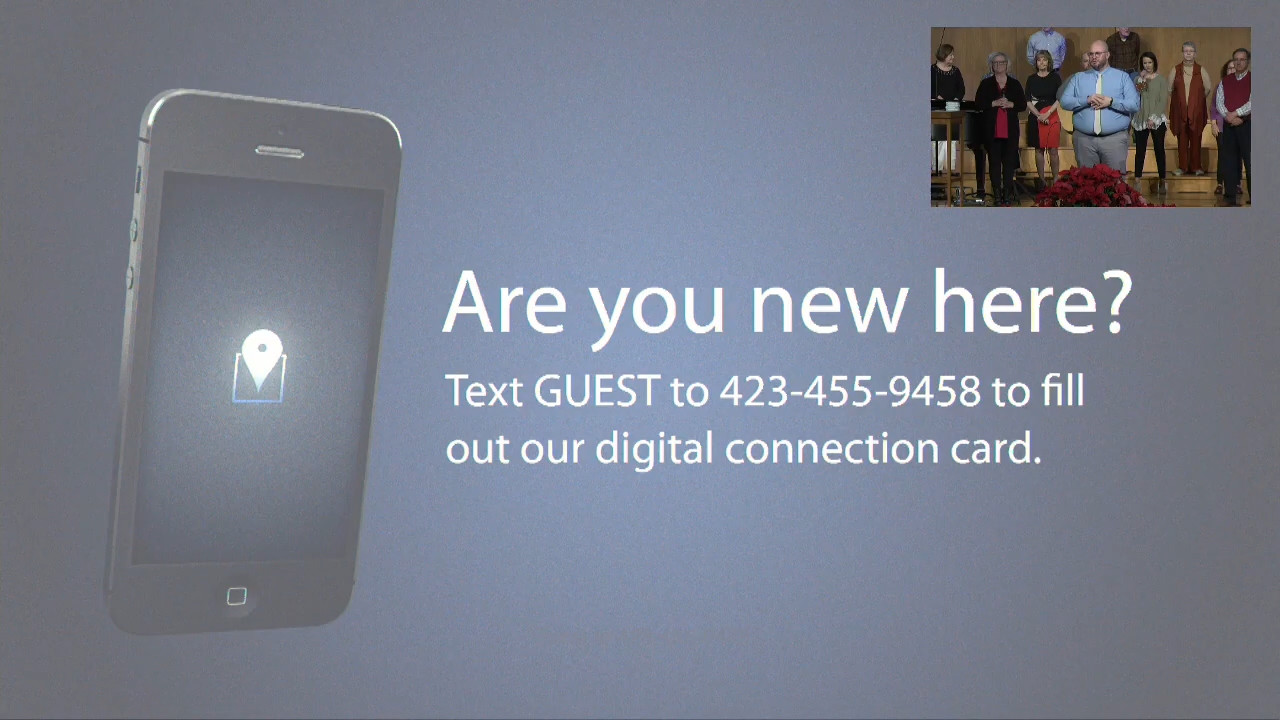 Are you new here?
Text GUEST to 423-455-9458 to fill
out our digital connection card.